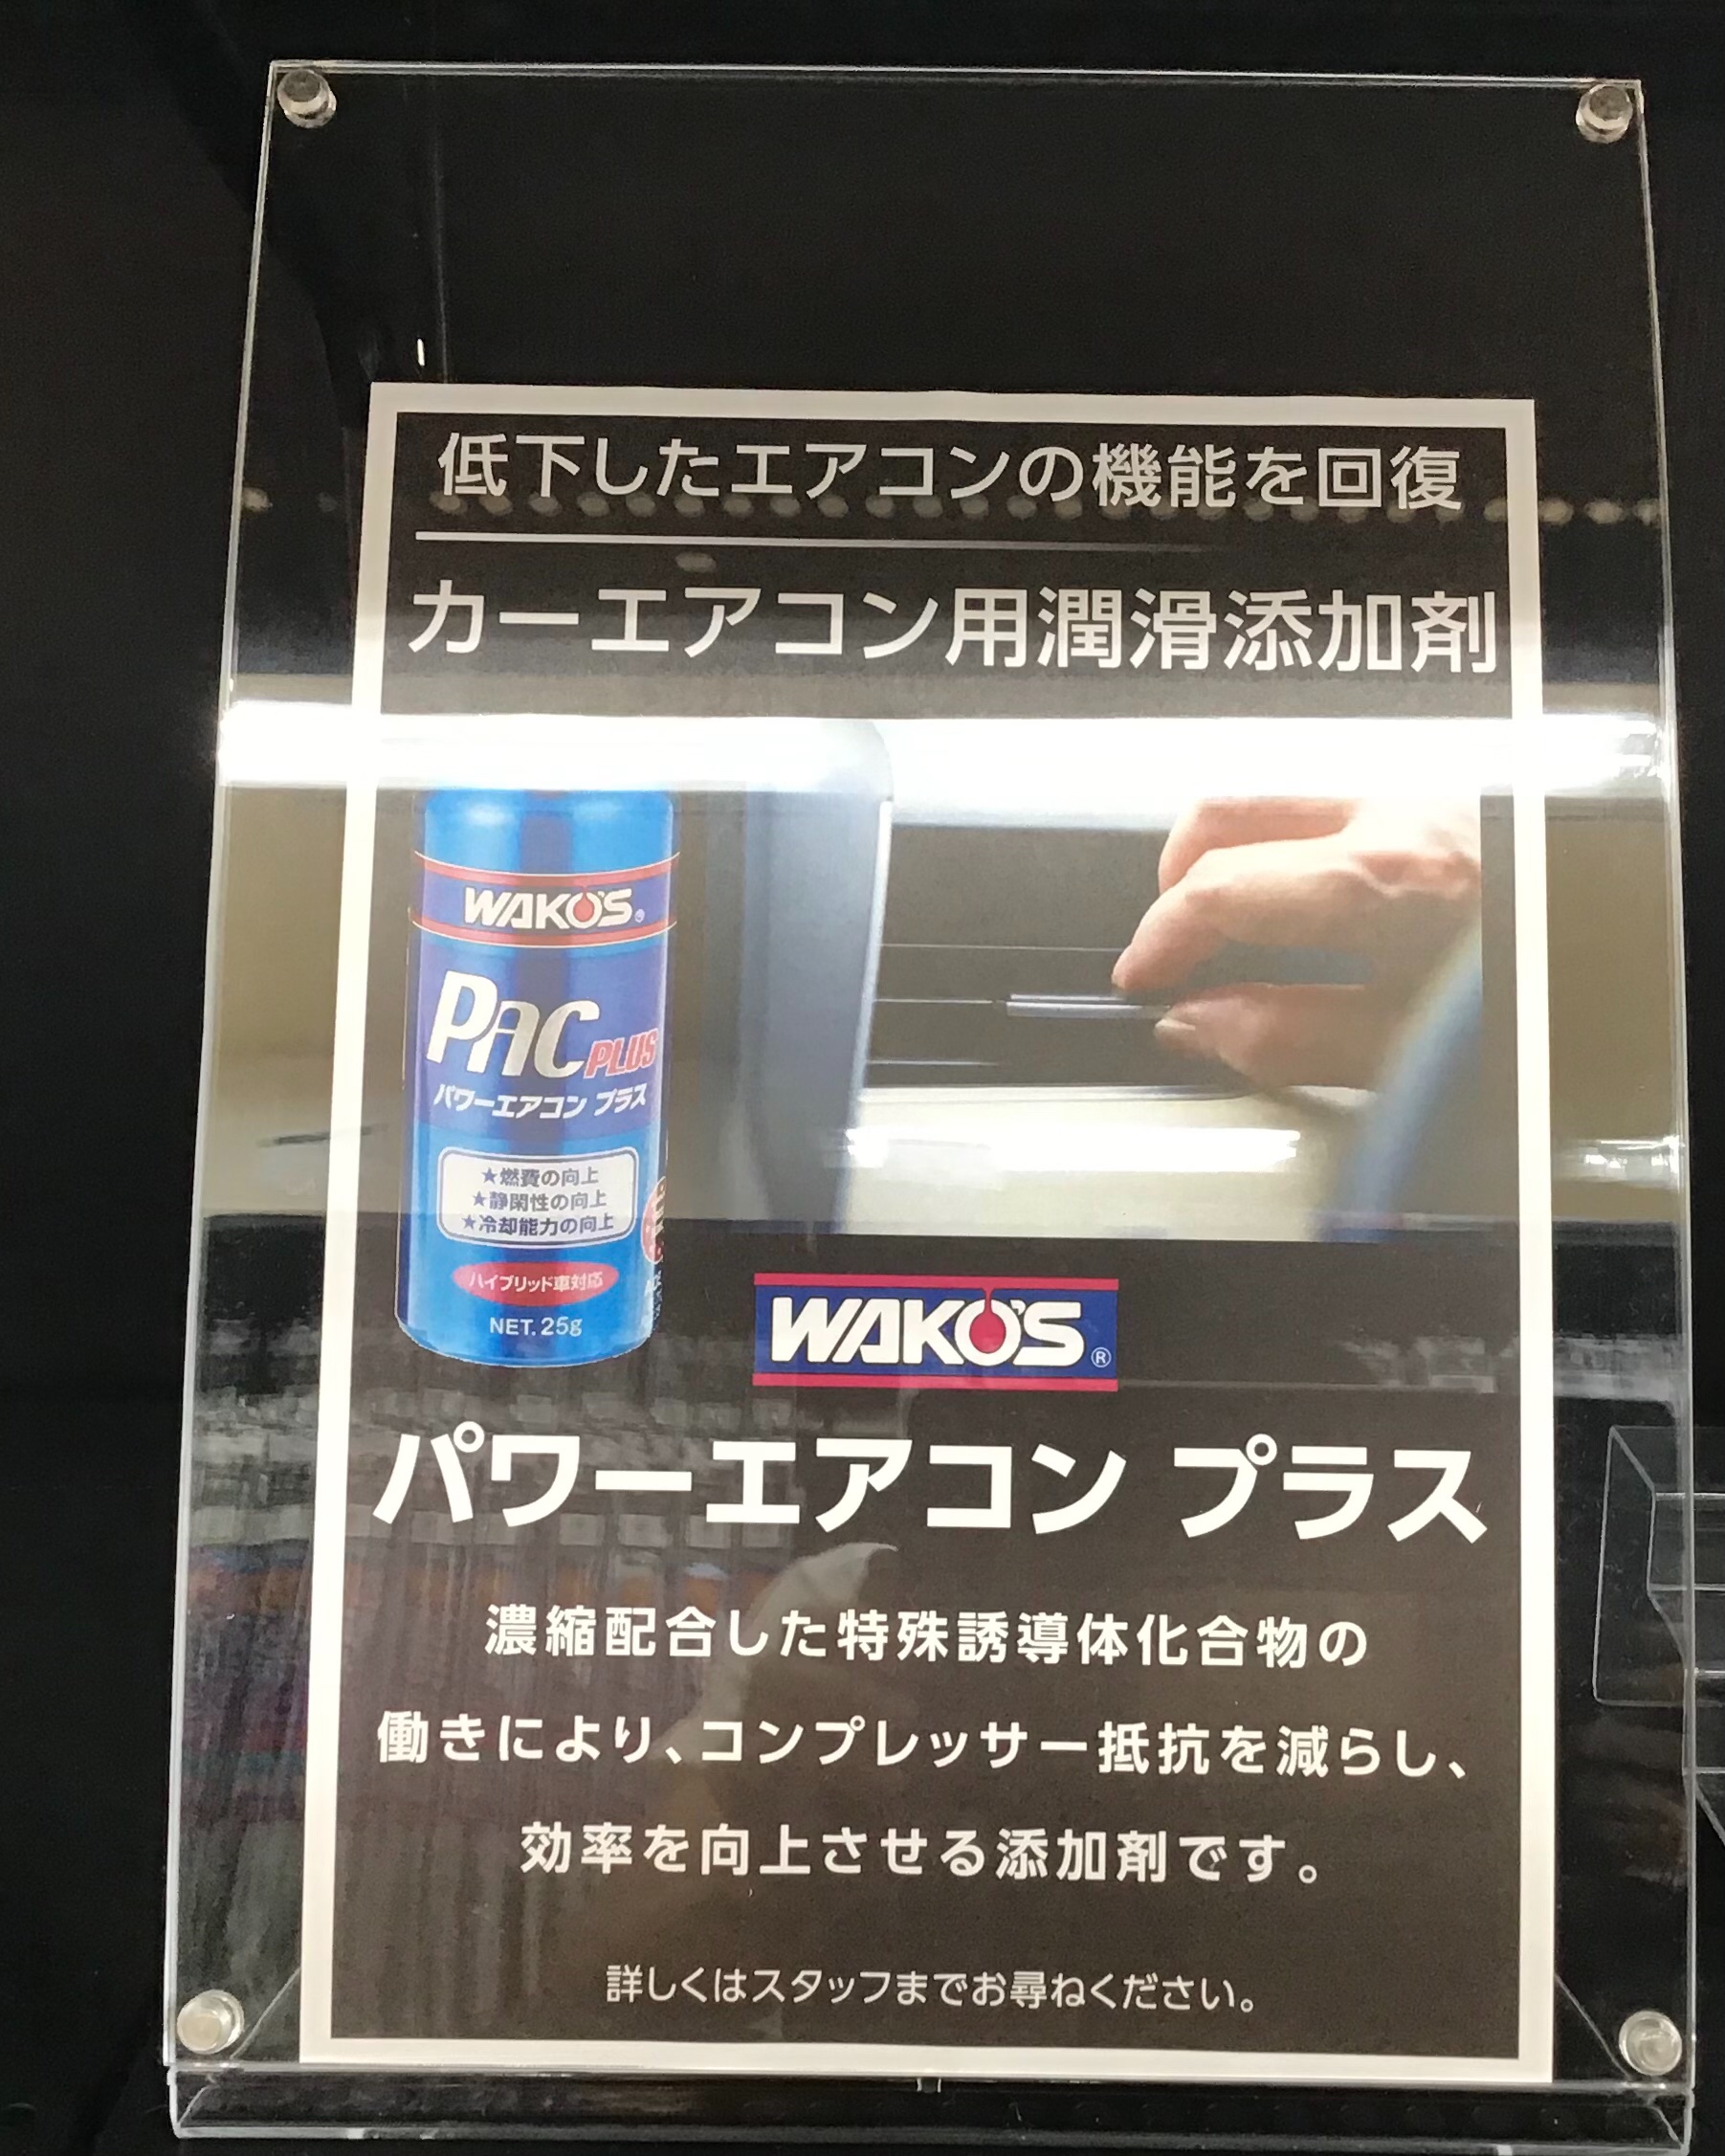 低下したエアコンの機能を回復
カーエアコン用潤滑添加剤
WAKO'S®
PAC PLUS
パワーエアコン プラス
★燃費の向上
★静閑性の向上
★冷却能力の向上
ハイブリッド車対応
NET. 25g
WAKO'S®
パワーエアコン プラス
濃縮配合した特殊誘導体化合物の
働きにより、コンプレッサー抵抗を減らし、
効率を向上させる添加剤です。
詳しくはスタッフまでお尋ねください。